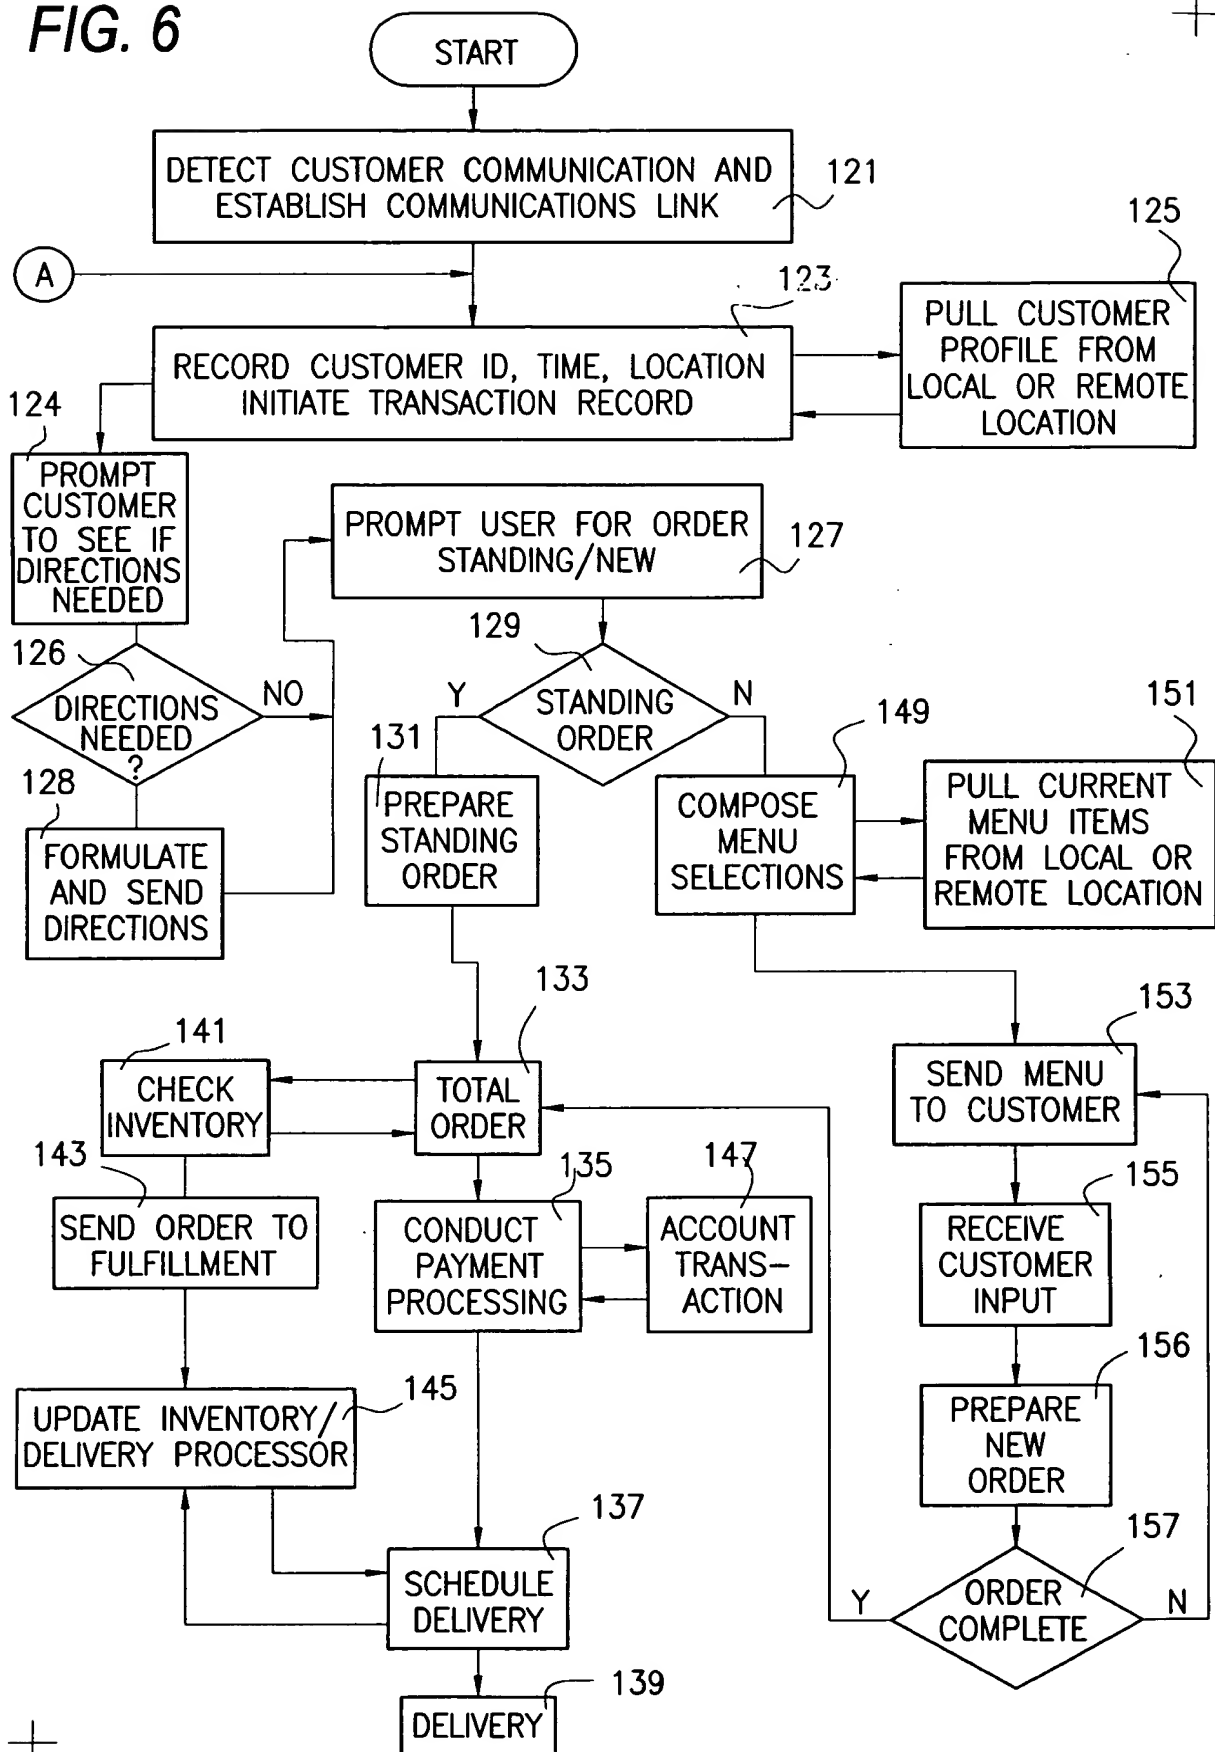 FIG. 6
START
DETECT CUSTOMER COMMUNICATION AND
ESTABLISH COMMUNICATIONS LINK
121
125
A
123
PULL CUSTOMER
PROFILE FROM
LOCAL OR REMOTE
LOCATION
RECORD CUSTOMER ID, TIME, LOCATION
INITIATE TRANSACTION RECORD
124
PROMPT
CUSTOMER
TO SEE IF
DIRECTIONS
NEEDED
PROMPT USER FOR ORDER
STANDING/NEW
127
126
DIRECTIONS
NEEDED
?
NO
129
STANDING
ORDER
Y
N
128
FORMULATE
AND SEND
DIRECTIONS
131
PREPARE
STANDING
ORDER
149
COMPOSE
MENU
SELECTIONS
151
PULL CURRENT
MENU ITEMS
FROM LOCAL OR
REMOTE LOCATION
133
TOTAL
ORDER
141
CHECK
INVENTORY
153
SEND MENU
TO CUSTOMER
143
SEND ORDER TO
FULFILLMENT
135
CONDUCT
PAYMENT
PROCESSING
147
ACCOUNT
TRANS-
ACTION
155
RECEIVE
CUSTOMER
INPUT
145
UPDATE INVENTORY/
DELIVERY PROCESSOR
156
PREPARE
NEW
ORDER
137
SCHEDULE
DELIVERY
157
ORDER
COMPLETE
Y
N
139
DELIVERY